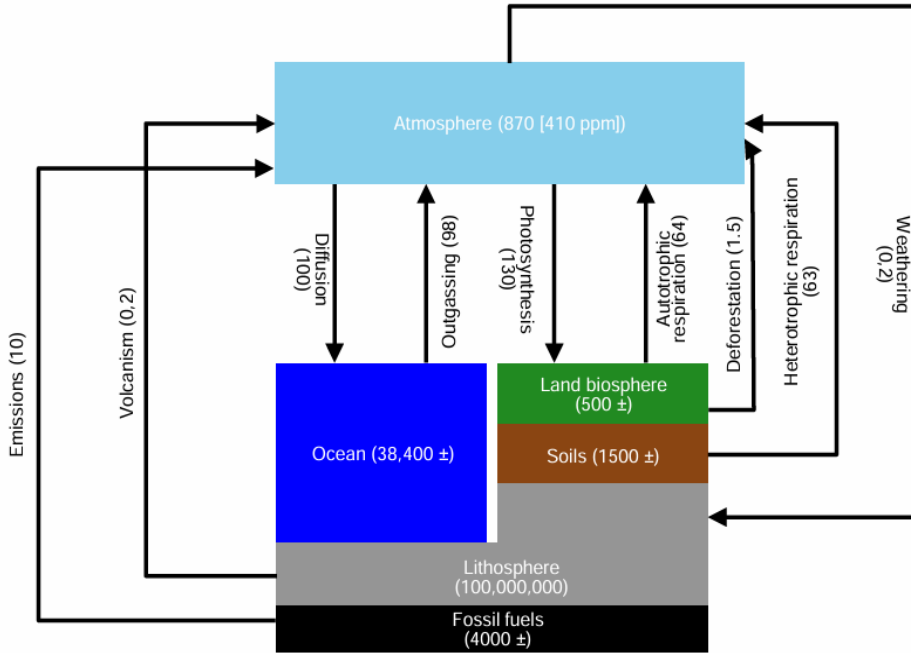 Atmosphere (870 [410 ppm])
Emissions (10)
Volcanism (0,2)
Diffusion
(100)
Outgassing (98)
Photosynthesis
(130)
Autotrophic
respiration (64)
Deforestation (1.5)
Heterotrophic respiration
(63)
Weathering
(0,2)
Land biosphere
(500 ±)
Ocean (38,400 ±)
Soils (1500 ±)
Lithosphere
(100,000,000)
Fossil fuels
(4000 ±)